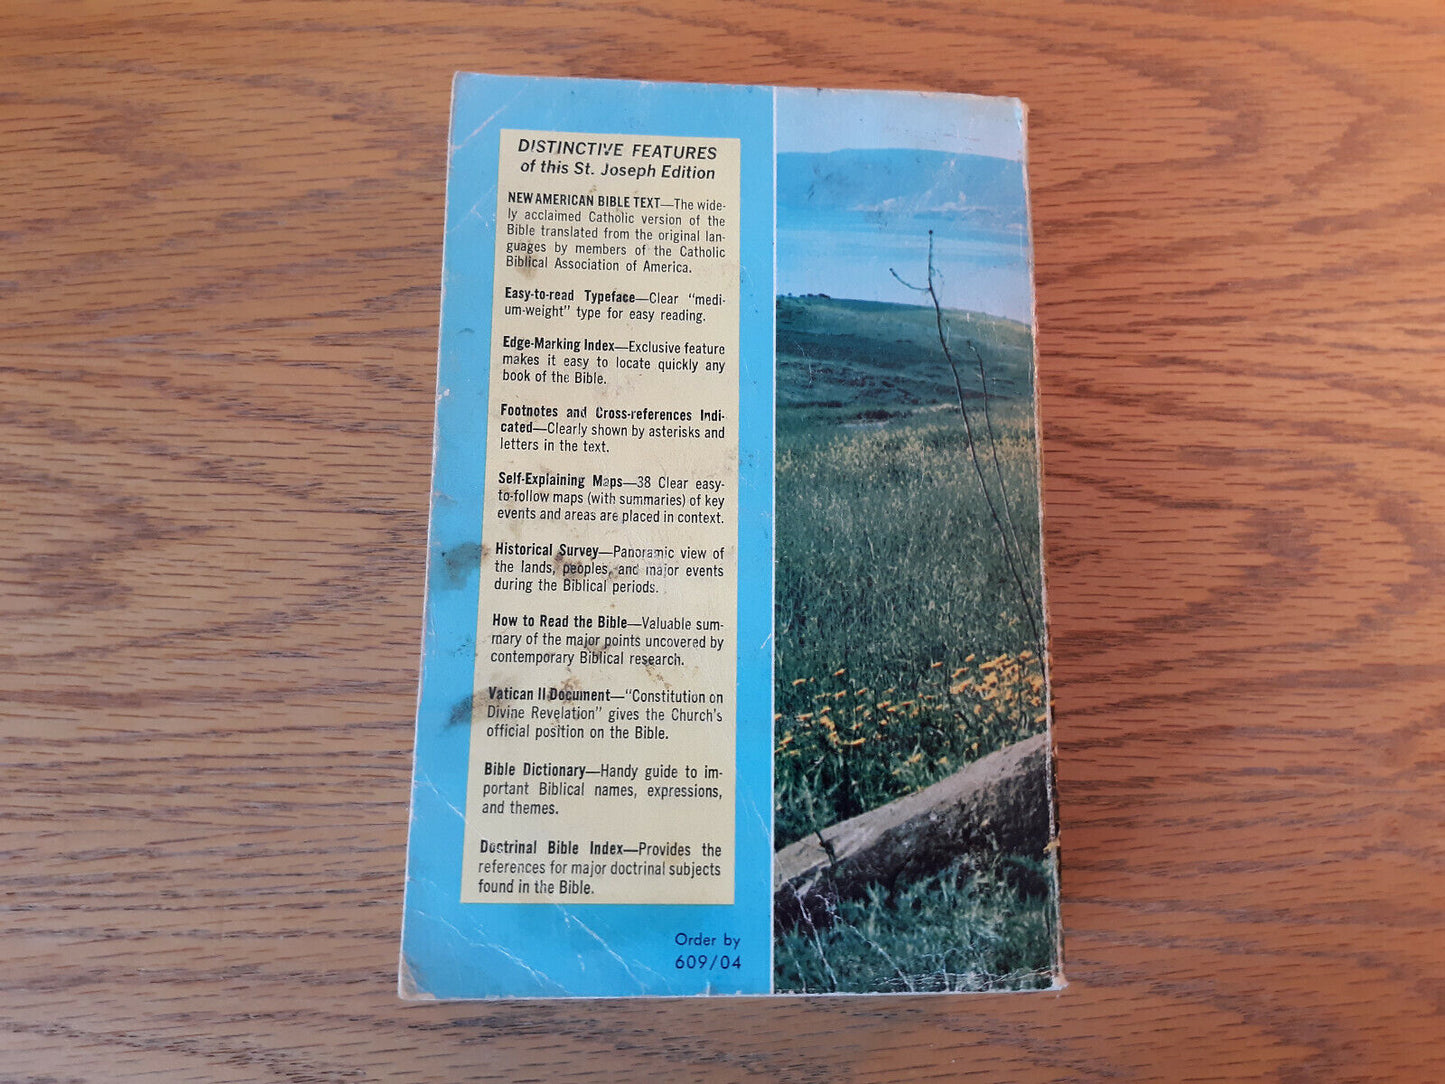 DISTINCTIVE FEATURES
of this St. Joseph Edition
NEW AMERICAN BIBLE TEXT—The wide-
ly acclaimed Catholic version of the
Bible translated from the original lan-
guages by members of the Catholic
Biblical Association of America.
Easy-to-read Typeface—Clear "medi-
um-weight" type for easy reading.
Edge-Marking Index—Exclusive feature
makes it easy to locate quickly any
book of the Bible.
Footnotes and Cross-references Indi-
cated—Clearly shown by asterisks and
letters in the text.
Self-Explaining Maps—38 Clear easy-
to-follow maps (with summaries) of key
events and areas are placed in context.
Historical Survey—Panoramic view of
the lands, peoples, and major events
during the Biblical periods.
How to Read the Bible—Valuable sum-
mary of the major points uncovered by
contemporary Biblical research.
Vatican II Document—"Constitution on
Divine Revelation" gives the Church's
official position on the Bible.
Bible Dictionary—Handy guide to im-
portant Biblical names, expressions,
and themes.
Doctrinal Bible Index—Provides the
references for major doctrinal subjects
found in the Bible.
Order by
609/04